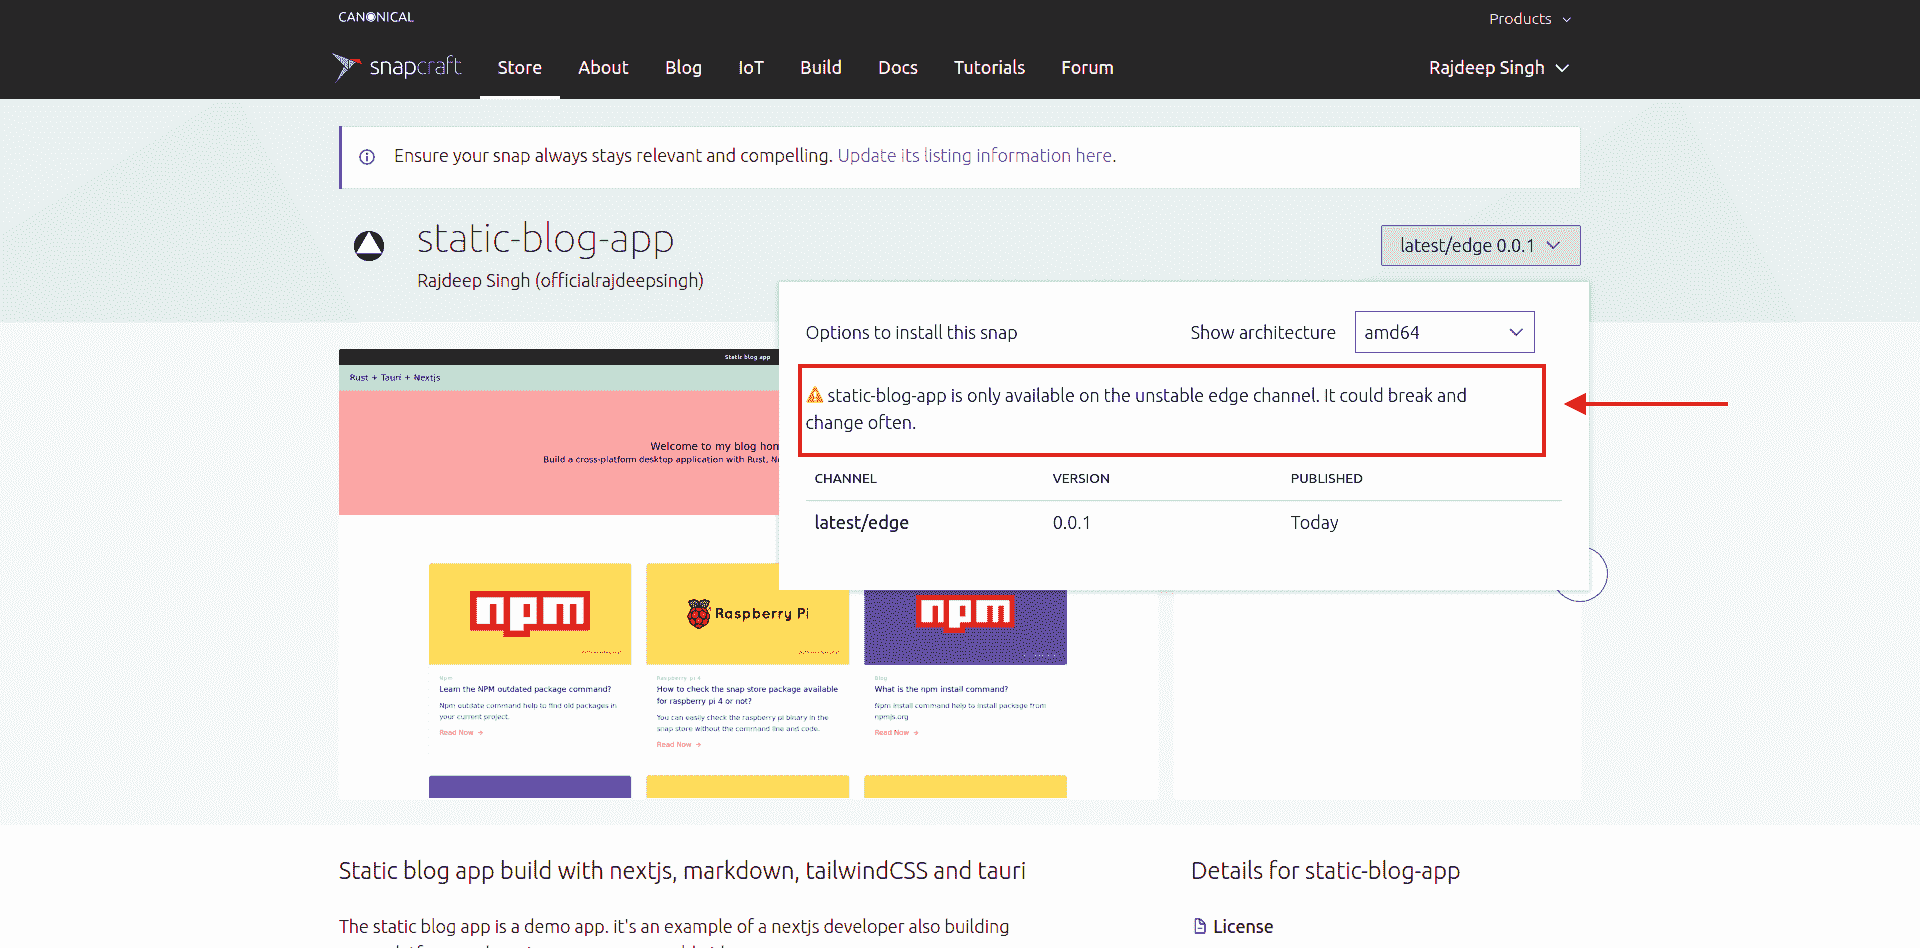 CANONICAL
Products
snapcraft
Store About Blog IoT Build Docs Tutorials Forum
Rajdeep Singh
Ensure your snap always stays relevant and compelling. Update its listing information here.
static-blog-app
Rajdeep Singh (officialrajdeepsingh)
latest/edge 0.0.1
Options to install this snap
Show architecture
amd64
⚠ static-blog-app is only available on the unstable edge channel. It could break and
change often.
CHANNEL VERSION PUBLISHED
latest/edge 0.0.1 Today
Static blog app
Rust + Tauri + Nextjs
Welcome to my blog
Build a cross-platform desktop application with Rust,
npm
Raspberry Pi
npm
Npm
Learn the NPM outdated package command?
Npm outdate command help to find old packages in
your current project.
Read Now →
Raspberry pi 4
How to check the snap store package available
for raspberry pi 4 or not?
You can easily check the raspberry pi binary in the
snap store without the command line and code.
Read Now →
Blog
What is the npm install command?
Npm install command help to install package from
npmjs.org
Read Now →
Static blog app build with nextjs, markdown, tailwindCSS and tauri
The static blog app is a demo app. it's an example of a nextjs developer also building
Details for static-blog-app
License